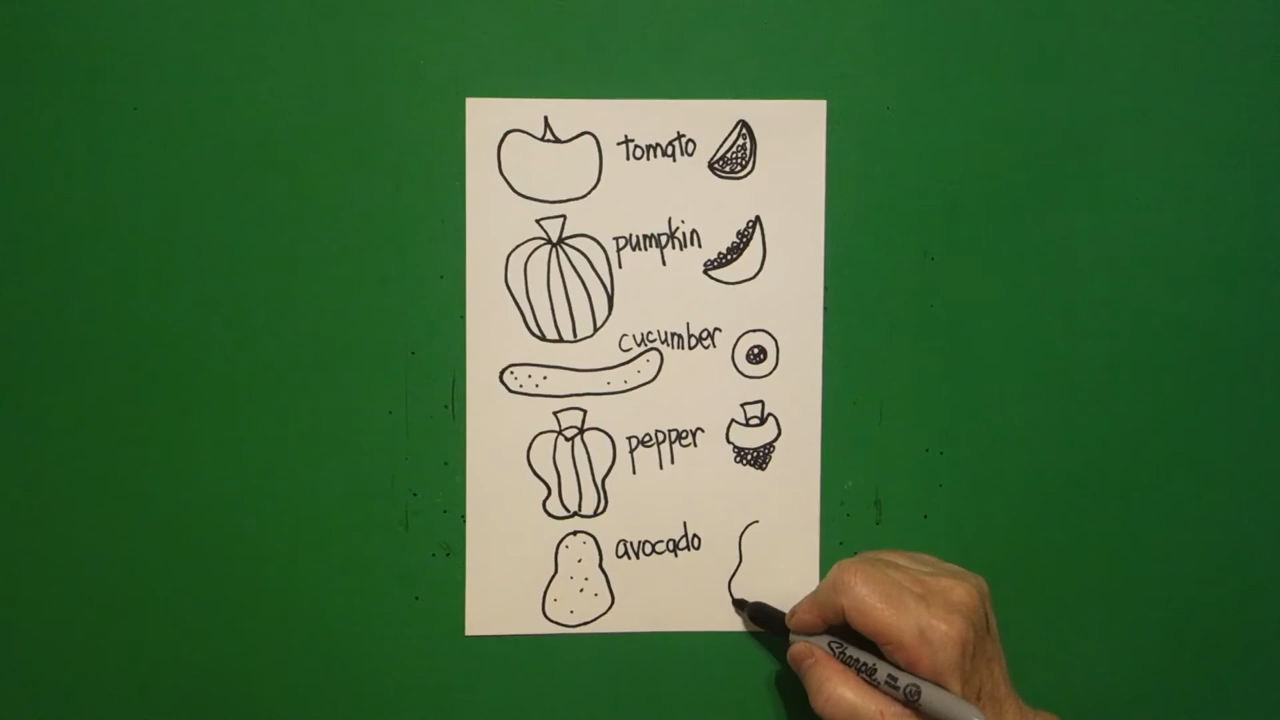 tomato
pumpkin
cucumber
pepper
avocado
Sharpie